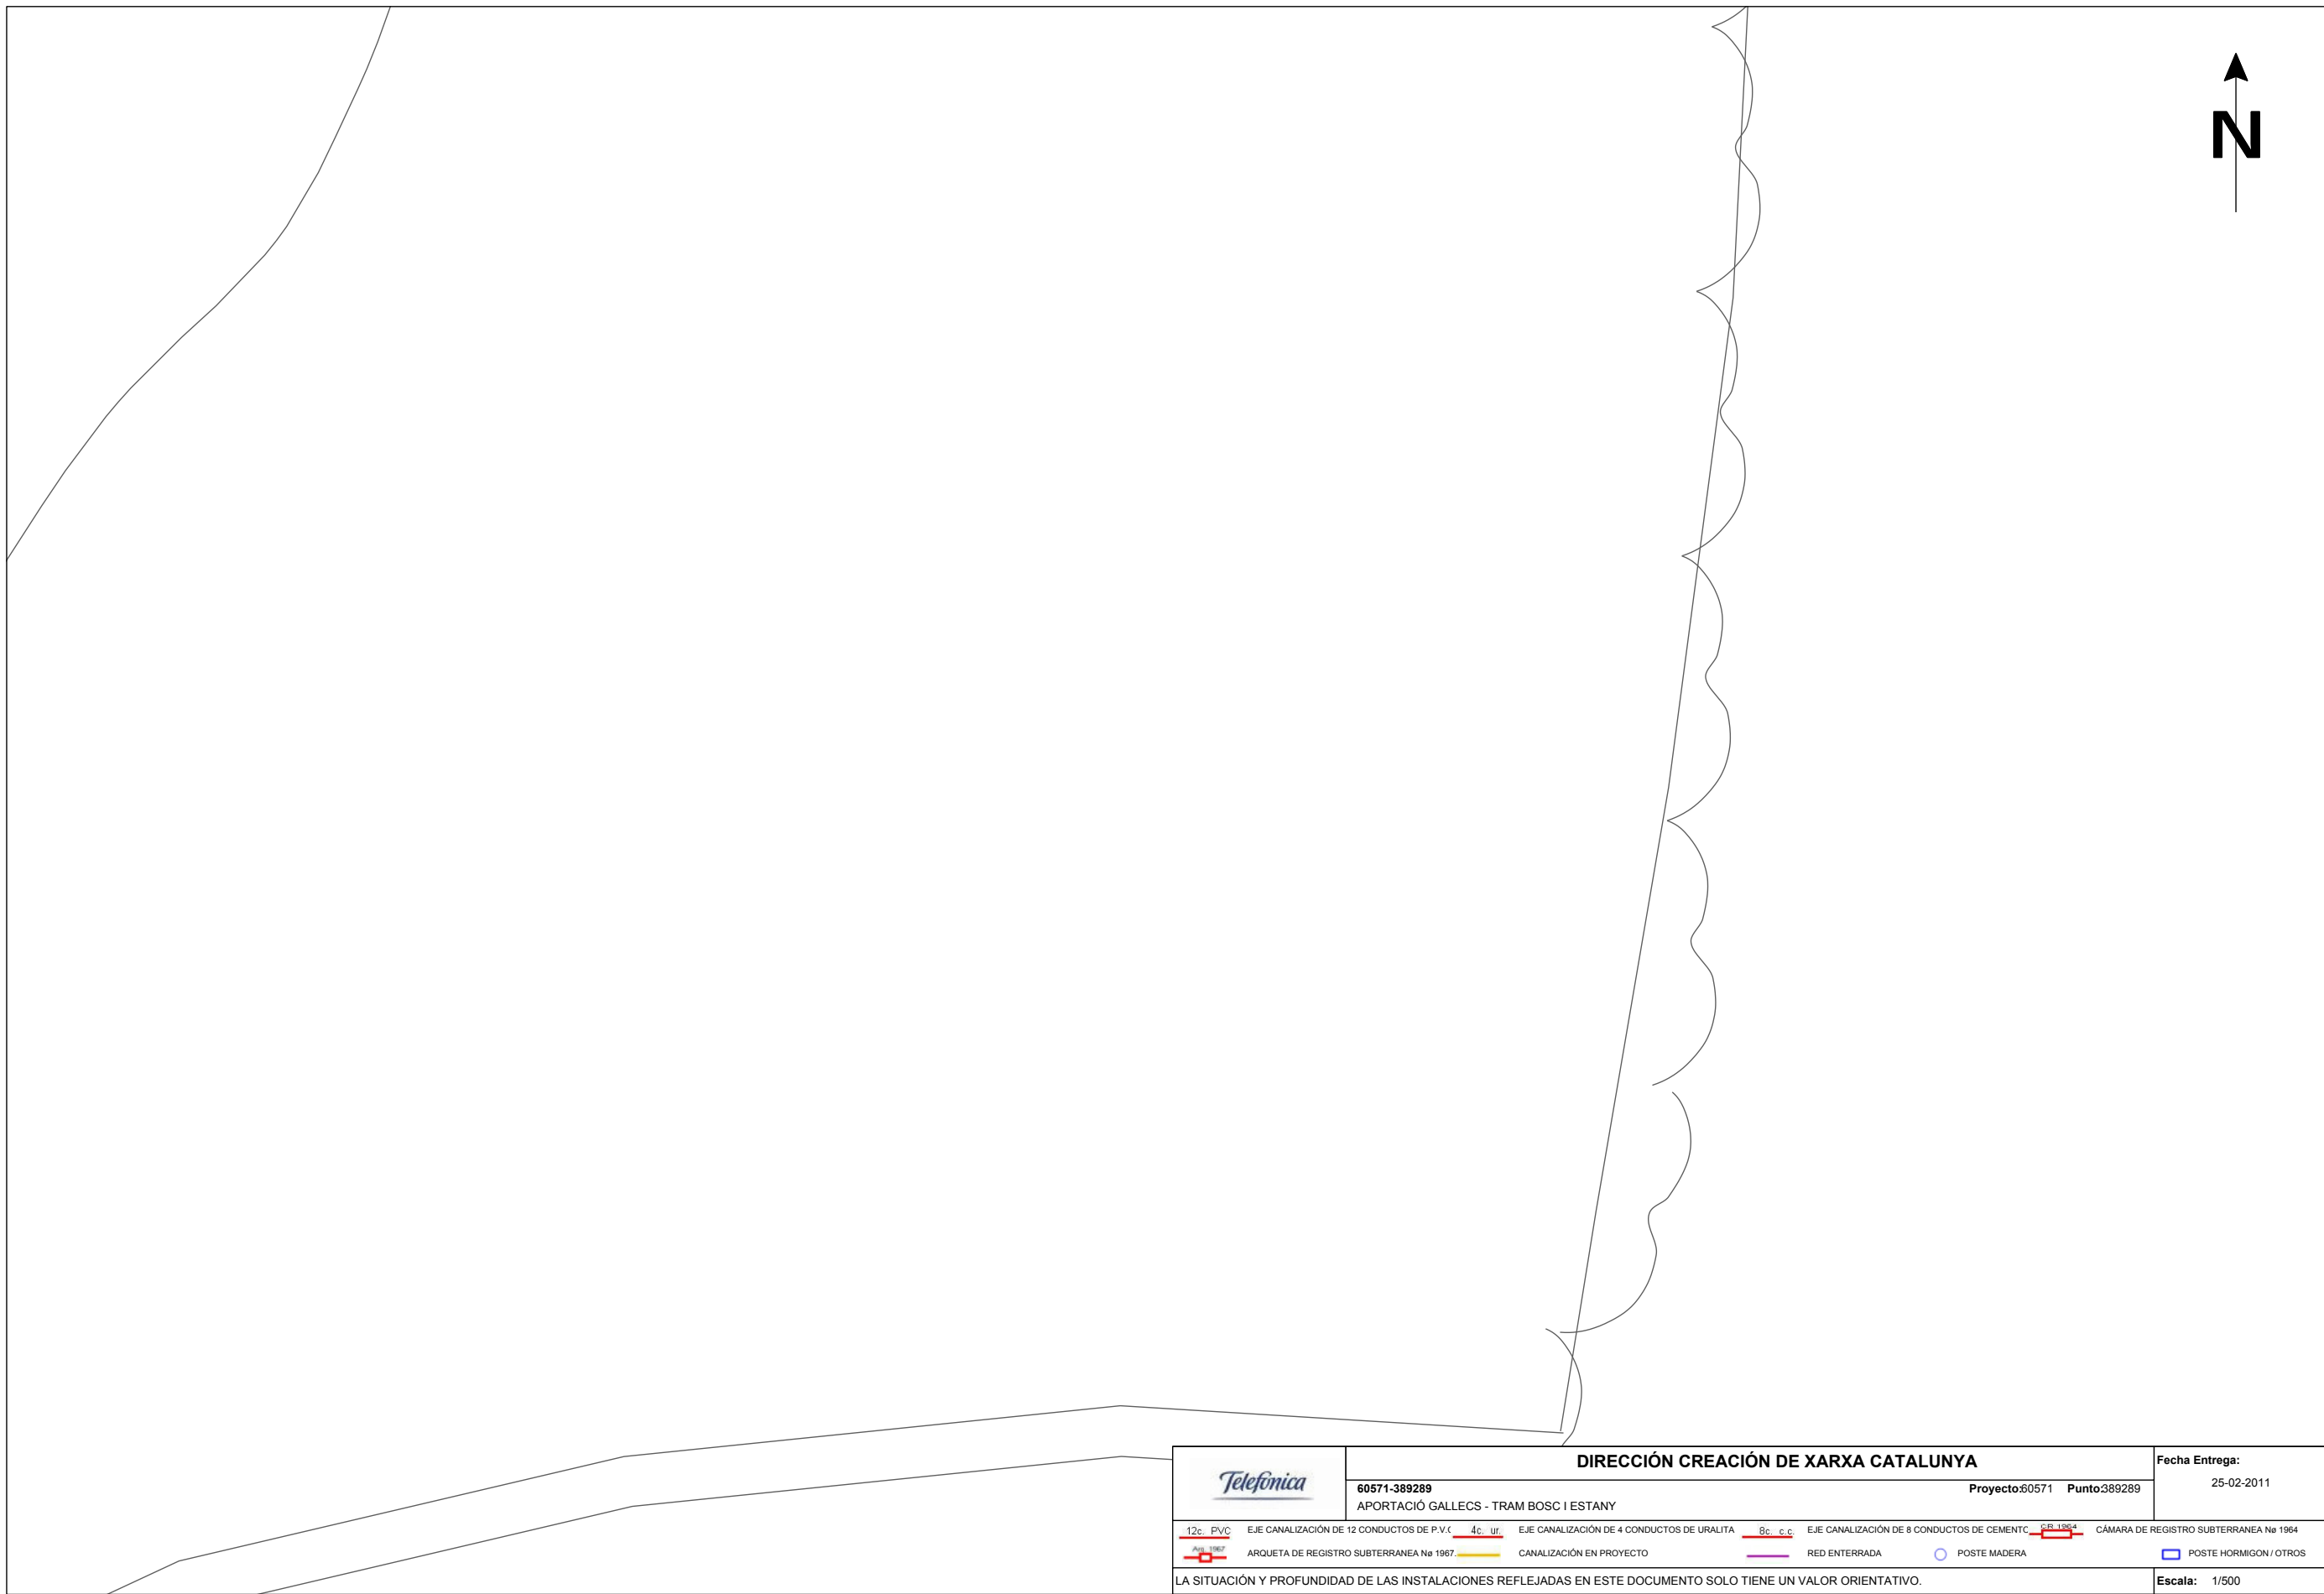 N
Telefónica
DIRECCIÓN CREACIÓN DE XARXA CATALUNYA
Fecha Entrega:
25-02-2011
60571-389289
Proyecto:60571 Punto:389289
APORTACIÓ GALLECS - TRAM BOSC I ESTANY
12c. PVC EJE CANALIZACIÓN DE 12 CONDUCTOS DE P.V.C 4c. ur. EJE CANALIZACIÓN DE 4 CONDUCTOS DE URALITA 8c. c.c. EJE CANALIZACIÓN DE 8 CONDUCTOS DE CEMENTO C.R. 1964 CÁMARA DE REGISTRO SUBTERRANEA Nø 1964
Arq. 1967 ARQUETA DE REGISTRO SUBTERRANEA Nø 1967. CANALIZACIÓN EN PROYECTO RED ENTERRADA POSTE MADERA POSTE HORMIGON / OTROS
LA SITUACIÓN Y PROFUNDIDAD DE LAS INSTALACIONES REFLEJADAS EN ESTE DOCUMENTO SOLO TIENE UN VALOR ORIENTATIVO.
Escala: 1/500